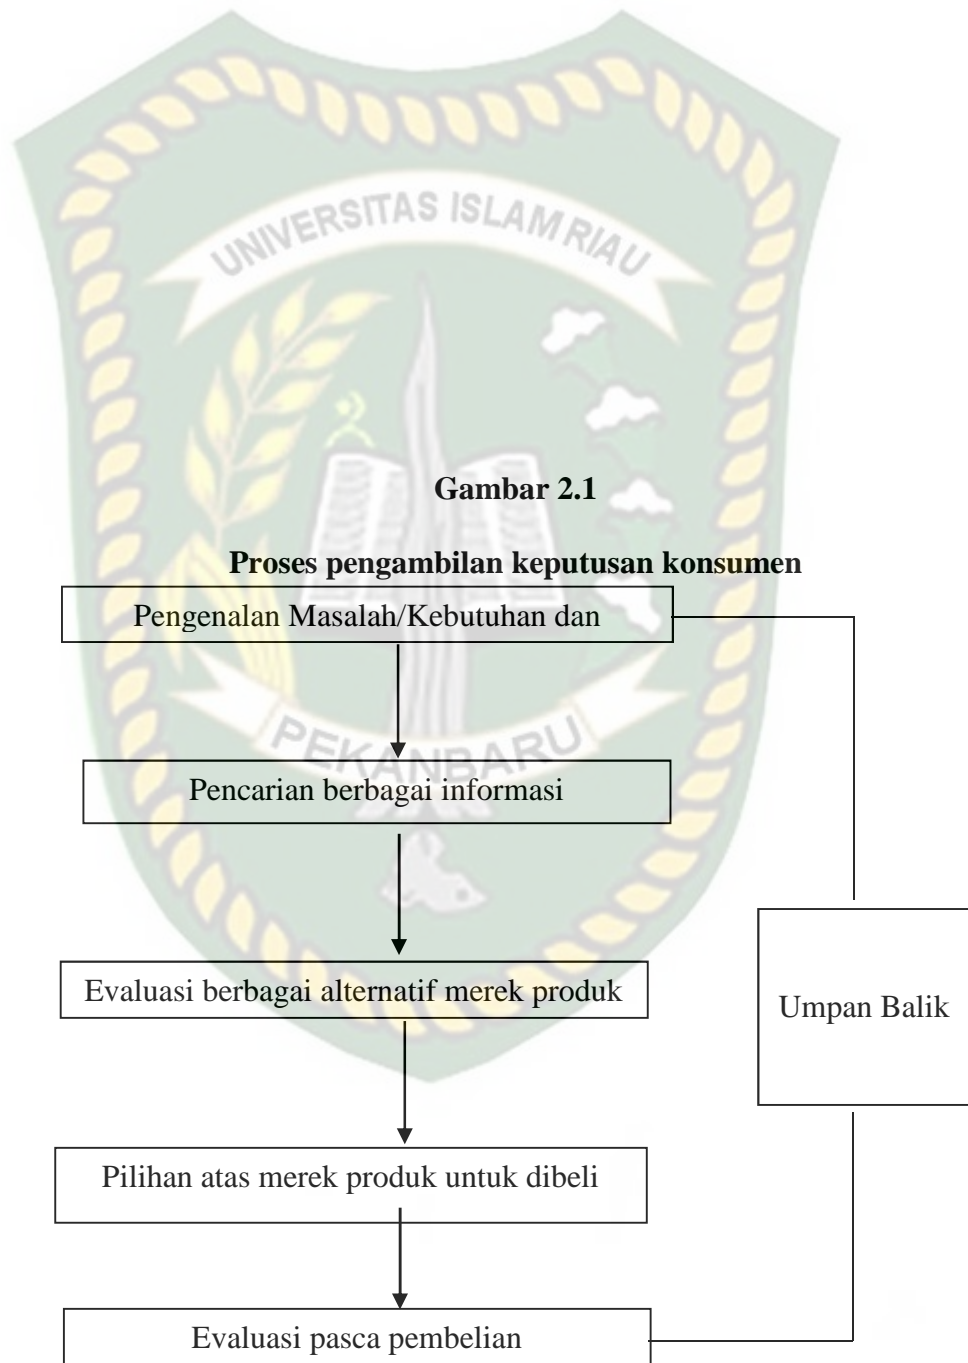 UNIVERSITAS ISLAM RIAU
Gambar 2.1
Proses pengambilan keputusan konsumen
Pengenalan Masalah/Kebutuhan dan
PEKANBARU
Pencarian berbagai informasi
Evaluasi berbagai alternatif merek produk
Umpan Balik
Pilihan atas merek produk untuk dibeli
Evaluasi pasca pembelian